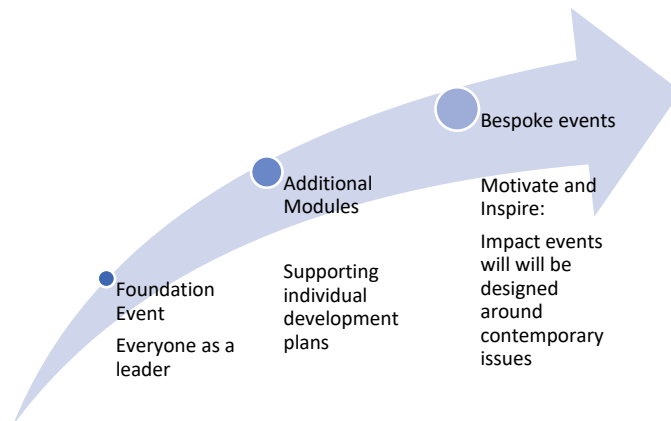 Foundation
Event
Everyone as a
leader
Additional
Modules
Supporting
individual
development
plans
Bespoke events
Motivate and
Inspire:
Impact events
will will be
designed
around
contemporary
issues